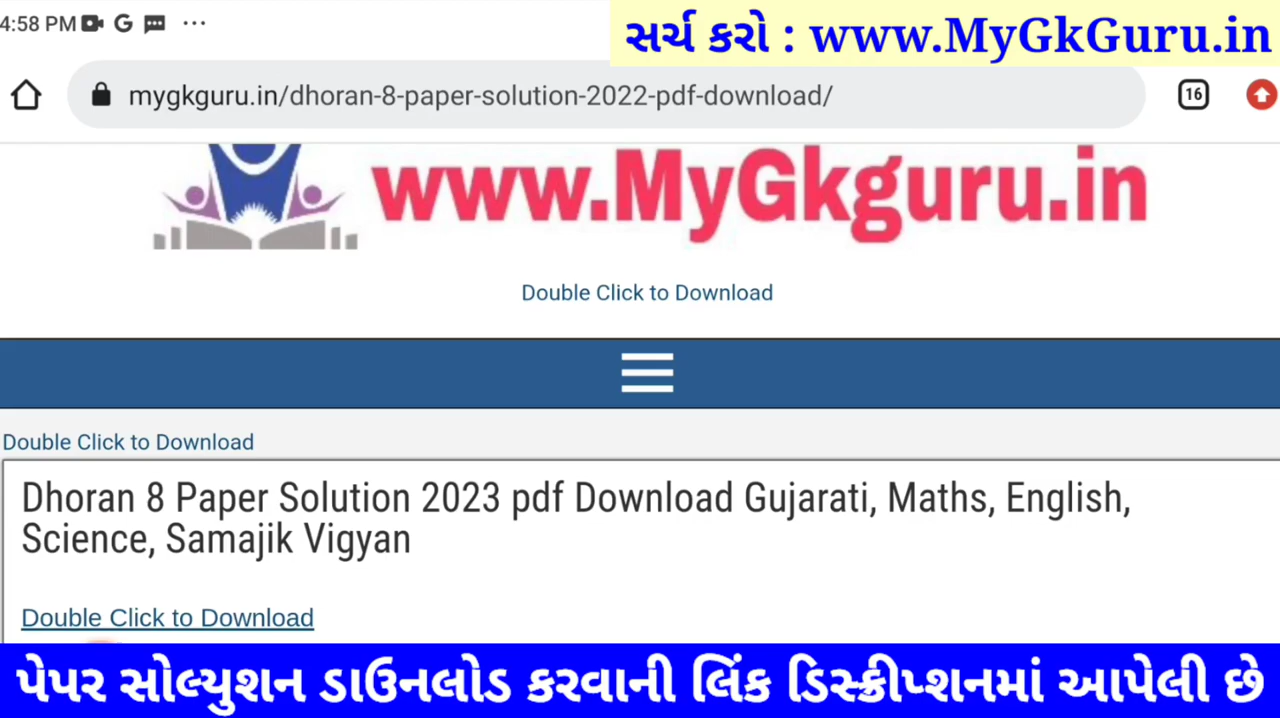 4:58 PM
સર્ચ કરો : www.MyGkGuru.in
mygkguru.in/dhoran-8-paper-solution-2022-pdf-download/
16
www.MyGkguru.in
Double Click to Download
Double Click to Download
Dhoran 8 Paper Solution 2023 pdf Download Gujarati, Maths, English,
Science, Samajik Vigyan
Double Click to Download
પેપર સોલ્યુશન ડાઉનલોડ કરવાની લિંક ડિસ્ક્રીપ્શનમાં આપેલી છે